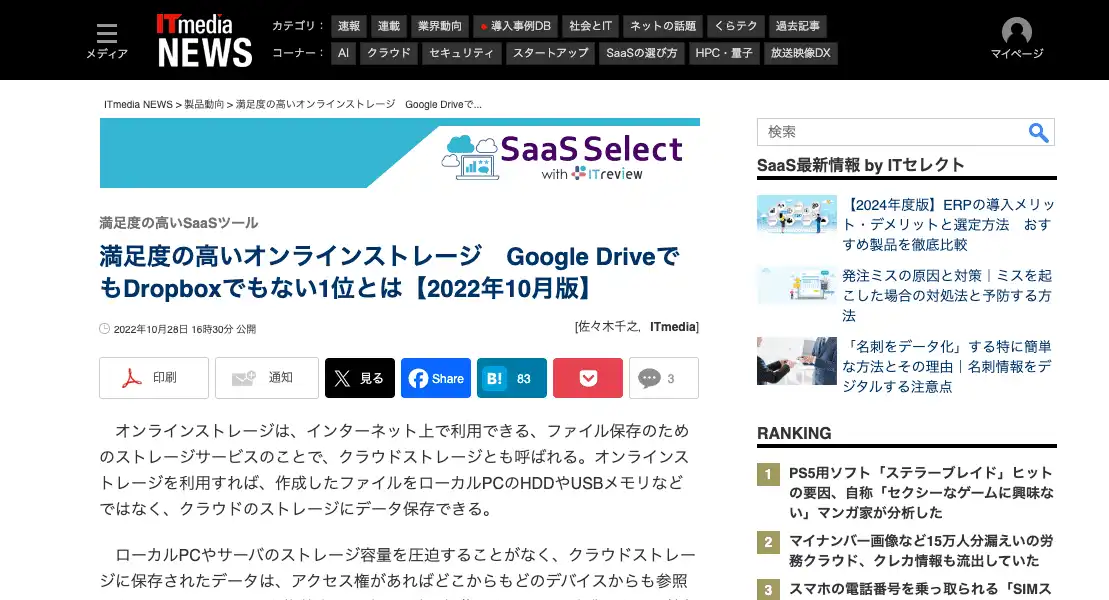 メディア
ITmedia
NEWS
カテゴリ： 速報 連載 業界動向 導入事例DB 社会とIT ネットの話題 くらテク 過去記事
コーナー： AI クラウド セキュリティ スタートアップ SaaSの選び方 HPC・量子 放送映像DX
マイページ
ITmedia NEWS > 製品動向 > 満足度の高いオンラインストレージ　Google Driveで...
SaaS Select
with ITreview
満足度の高いSaaSツール
満足度の高いオンラインストレージ　Google Driveで
もDropboxでもない1位とは【2022年10月版】
2022年10月28日 16時30分 公開
[佐々木千之，ITmedia]
印刷 通知 見る Share B! 83 3
オンラインストレージは、インターネット上で利用できる、ファイル保存のため
のストレージサービスのことで、クラウドストレージとも呼ばれる。オンラインス
トレージを利用すれば、作成したファイルをローカルPCのHDDやUSBメモリなど
ではなく、クラウドのストレージにデータ保存できる。
ローカルPCやサーバのストレージ容量を圧迫することがなく、クラウドストレー
ジに保存されたデータは、アクセス権があればどこからもどのデバイスからも参照
検索
SaaS最新情報 by ITセレクト
【2024年度版】ERPの導入メリッ
ト・デメリットと選定方法　おす
すめ製品を徹底比較
発注ミスの原因と対策｜ミスを起
こした場合の対処法と予防する方
法
「名刺をデータ化」する特に簡単
な方法とその理由｜名刺情報をデ
ジタルする注意点
RANKING
1 PS5用ソフト「ステラーブレイド」ヒット
の要因、自称「セクシーなゲームに興味な
い」マンガ家が分析した
2 マイナンバー画像など15万人分漏えいの労
務クラウド、クレカ情報も流出していた
3 スマホの電話番号を乗っ取られる「SIMス